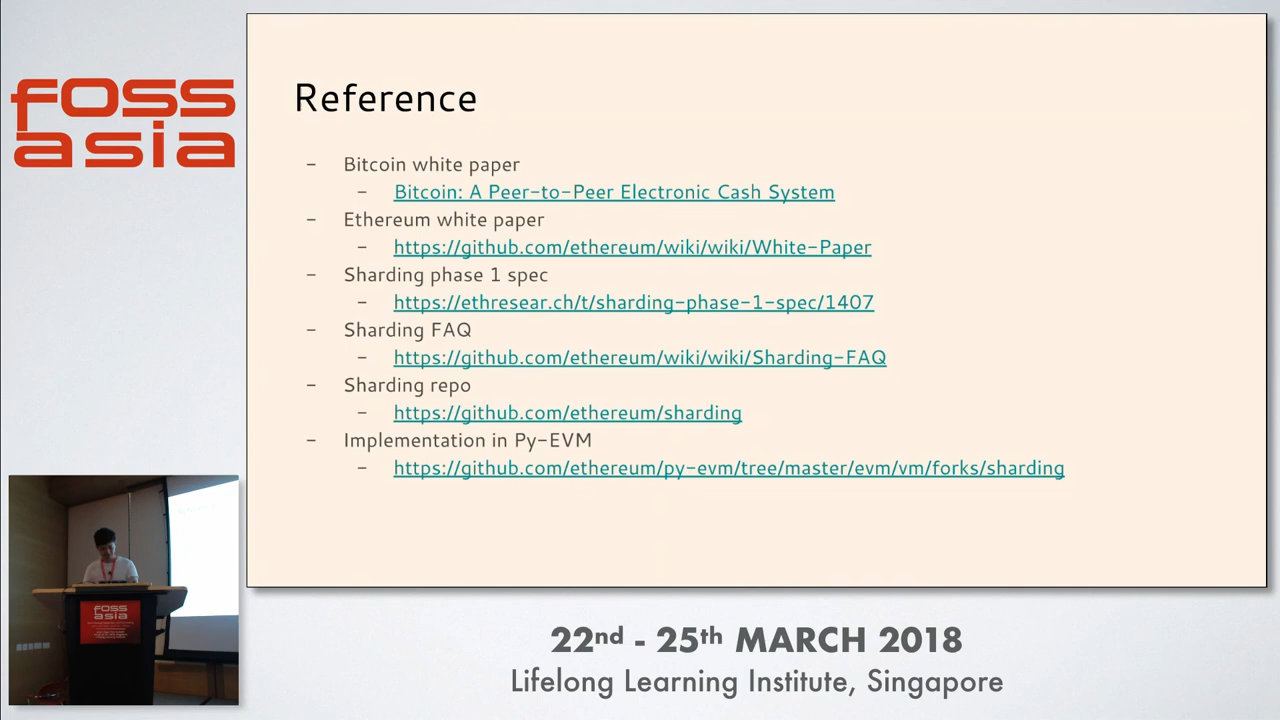 foss
asia
Reference
- Bitcoin white paper
- Bitcoin: A Peer-to-Peer Electronic Cash System
- Ethereum white paper
- https://github.com/ethereum/wiki/wiki/White-Paper
- Sharding phase 1 spec
- https://ethresear.ch/t/sharding-phase-1-spec/1407
- Sharding FAQ
- https://github.com/ethereum/wiki/wiki/Sharding-FAQ
- Sharding repo
- https://github.com/ethereum/sharding
- Implementation in Py-EVM
- https://github.com/ethereum/py-evm/tree/master/evm/vm/forks/sharding
foss
asia
22nd - 25th MARCH 2018
Lifelong Learning Institute, Singapore